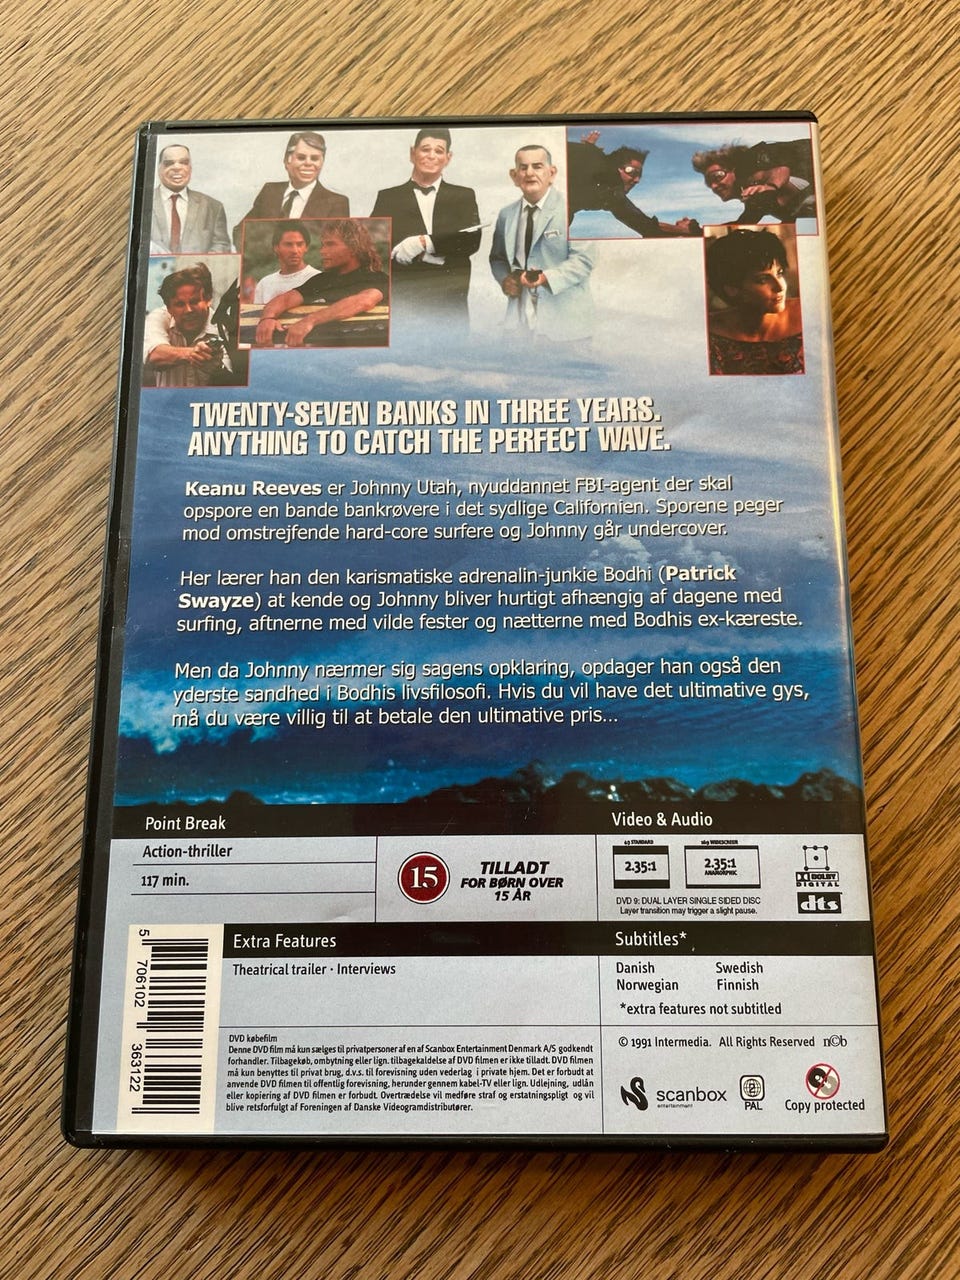 TWENTY-SEVEN BANKS IN THREE YEARS.
ANYTHING TO CATCH THE PERFECT WAVE.
Keanu Reeves er Johnny Utah, nyuddannet FBI-agent der skal
opspore en bande bankrøvere i det sydlige Californien. Sporene peger
mod omstrejfende hard-core surfere og Johnny går undercover.
Her lærer han den karismatiske adrenalin-junkie Bodhi (Patrick
Swayze) at kende og Johnny bliver hurtigt afhængig af dagene med
surfing, aftnerne med vilde fester og nætterne med Bodhis ex-kæreste.
Men da Johnny nærmer sig sagens opklaring, opdager han også den
yderste sandhed i Bodhis livsfilosofi. Hvis du vil have det ultimative gys,
må du være villig til at betale den ultimative pris...
Point Break
Action-thriller
117 min.
15
TILLADT
FOR BØRN OVER
15 ÅR
Video & Audio
4:3 STANDARD
2.35:1
16:9 WIDESCREEN
2.35:1
ANAMORPHIC
DVD 9: DUAL LAYER SINGLE SIDED DISC
Layer transition may trigger a slight pause.
DOLBY
DIGITAL
dts
Extra Features
Theatrical trailer · Interviews
Subtitles*
Danish Swedish
Norwegian Finnish
*extra features not subtitled
5 706102 363122
DVD købefilm
Denne DVD film må kun sælges til privatpersoner af en af Scanbox Entertainment Denmark A/S godkendt
forhandler. Tilbagekøb, ombytning eller lign. tilbagekaldelse af DVD filmen er ikke tilladt. DVD filmen
må kun benyttes til privat brug, d.v.s. til forevisning uden vederlag i private hjem. Det er forbudt at
anvende DVD filmen til offentlig forevisning, herunder gennem kabel-TV eller lign. Udlejning, udlån
eller kopiering af DVD filmen er forbudt. Overtrædelse vil medføre straf og erstatningspligt og vil
blive retsforfulgt af Foreningen af Danske Videogramdistributører.
© 1991 Intermedia. All Rights Reserved n©b
scanbox
entertainment
2
PAL
Copy protected